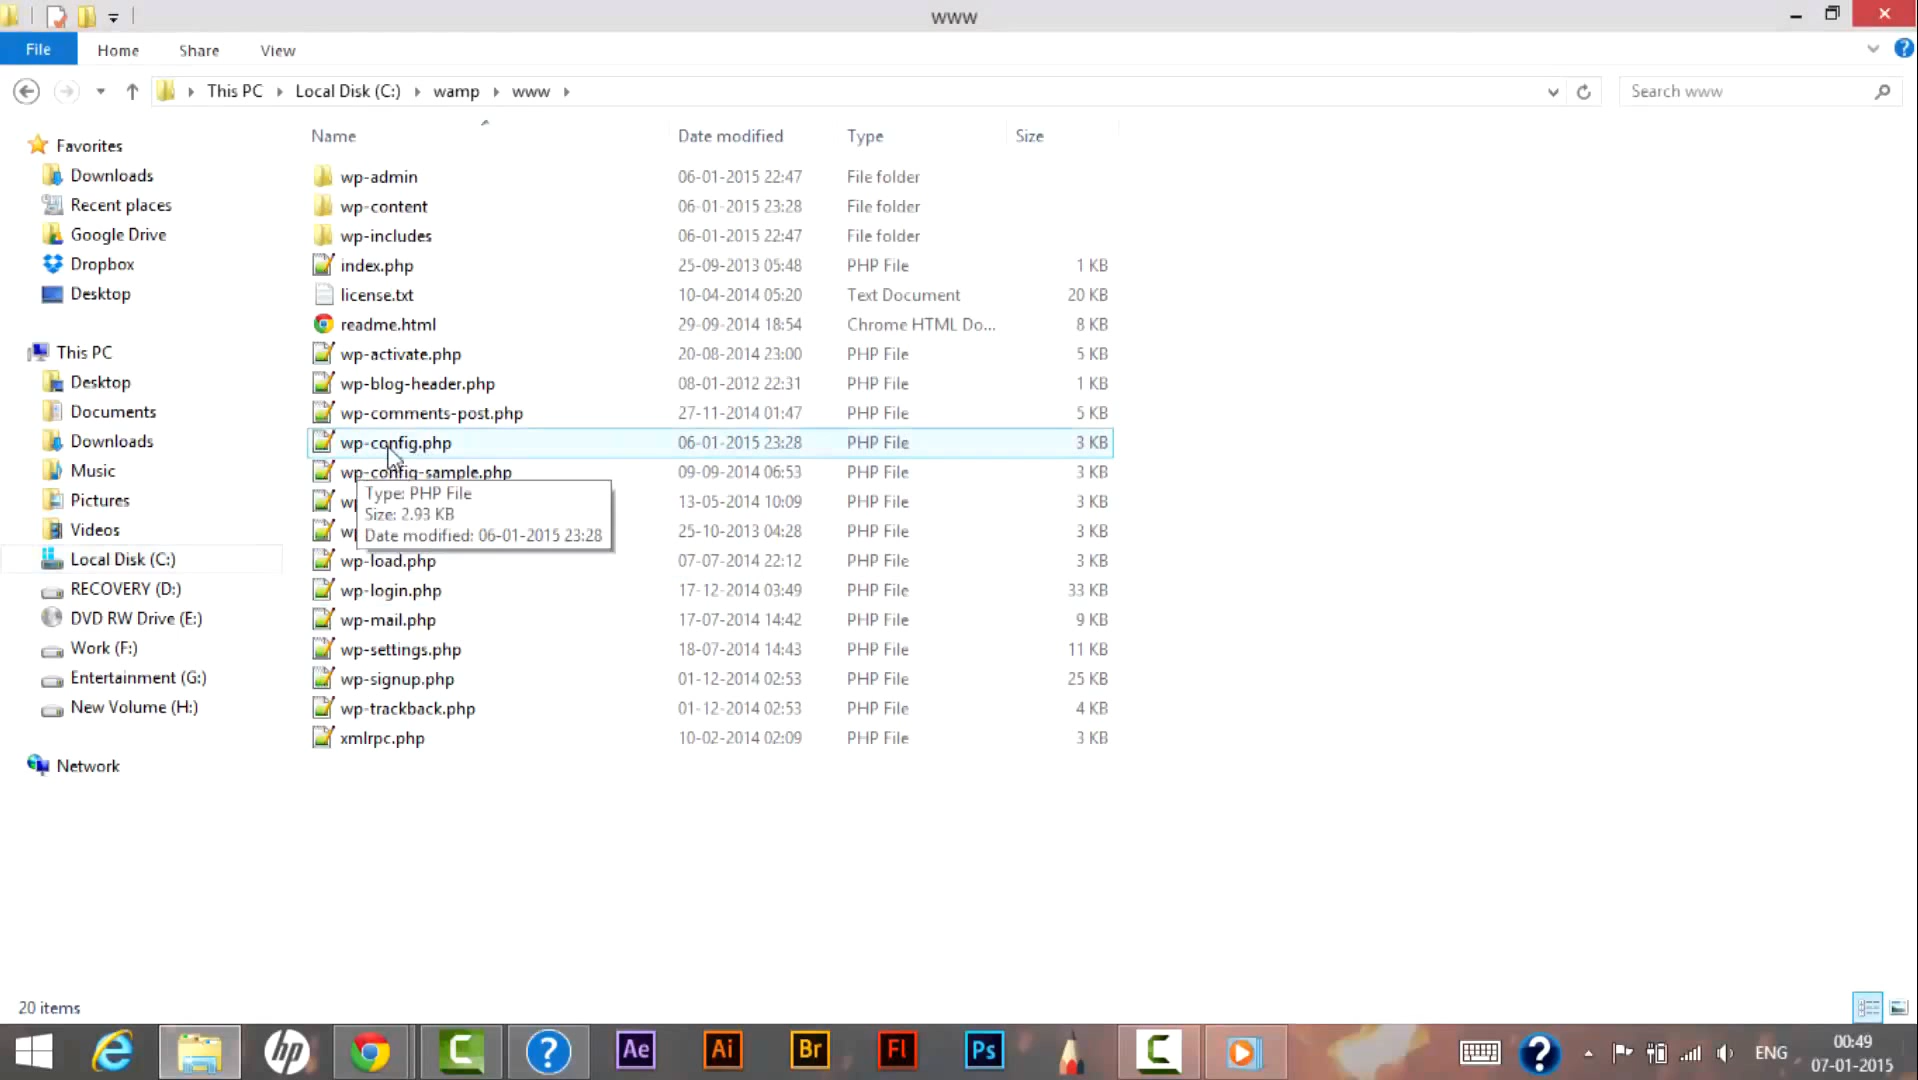 www
File Home Share View
This PC Local Disk (C:) wamp www
Search www
Name Date modified Type Size
Favorites
Downloads
Recent places
Google Drive
Dropbox
Desktop
This PC
Desktop
Documents
Downloads
Music
Pictures
Videos
Local Disk (C:)
RECOVERY (D:)
DVD RW Drive (E:)
Work (F:)
Entertainment (G:)
New Volume (H:)
Network
wp-admin 06-01-2015 22:47 File folder
wp-content 06-01-2015 23:28 File folder
wp-includes 06-01-2015 22:47 File folder
index.php 25-09-2013 05:48 PHP File 1 KB
license.txt 10-04-2014 05:20 Text Document 20 KB
readme.html 29-09-2014 18:54 Chrome HTML Do... 8 KB
wp-activate.php 20-08-2014 23:00 PHP File 5 KB
wp-blog-header.php 08-01-2012 22:31 PHP File 1 KB
wp-comments-post.php 27-11-2014 01:47 PHP File 5 KB
wp-config.php 06-01-2015 23:28 PHP File 3 KB
wp-config-sample.php 09-09-2014 06:53 PHP File 3 KB
wp 13-05-2014 10:09 PHP File 3 KB
wp 25-10-2013 04:28 PHP File 3 KB
Type: PHP File
Size: 2.93 KB
Date modified: 06-01-2015 23:28
wp-load.php 07-07-2014 22:12 PHP File 3 KB
wp-login.php 17-12-2014 03:49 PHP File 33 KB
wp-mail.php 17-07-2014 14:42 PHP File 9 KB
wp-settings.php 18-07-2014 14:43 PHP File 11 KB
wp-signup.php 01-12-2014 02:53 PHP File 25 KB
wp-trackback.php 01-12-2014 02:53 PHP File 4 KB
xmlrpc.php 10-02-2014 02:09 PHP File 3 KB
20 items
hp C ? Ae Ai Br Fl Ps C ? ENG
00:49
07-01-2015